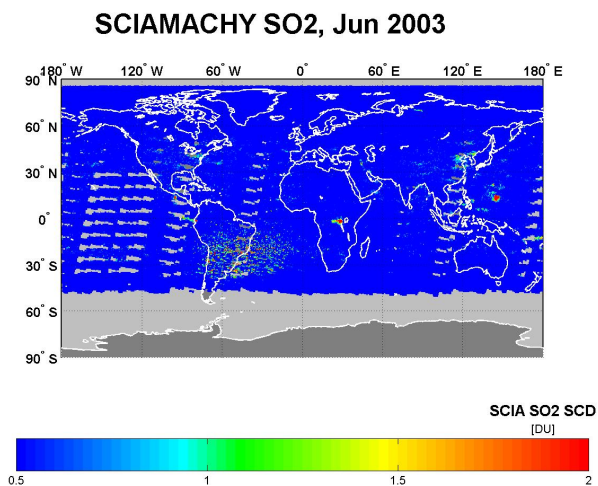 SCIAMACHY SO2, Jun 2003
180° W 120° W 60° W 0° 60° E 120° E 180° E
90° N
60° N
30° N
0°
30° S
60° S
90° S
SCIA SO2 SCD
[DU]
0.5 1 1.5 2